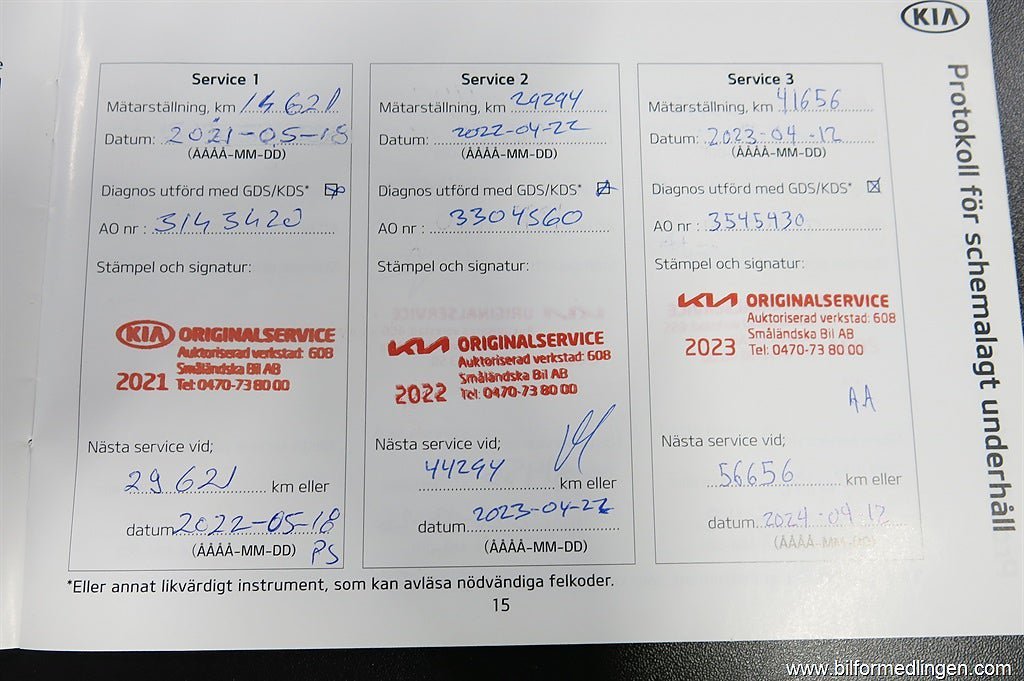 KIA
Protokoll för schemalagt underhåll
Service 1
Mätarställning, km 14621
Datum: 2021-05-18
(ÅÅÅÅ-MM-DD)
Diagnos utförd med GDS/KDS*
AO nr : 3143420
Stämpel och signatur:
KIA ORIGINALSERVICE
Auktoriserad verkstad: 608
Småländska Bil AB
2021 Tel: 0470-73 80 00
Nästa service vid;
29621 km eller
datum 2022-05-18
(ÅÅÅÅ-MM-DD) PS
Service 2
Mätarställning, km 29294
Datum: 2022-04-22
(ÅÅÅÅ-MM-DD)
Diagnos utförd med GDS/KDS*
AO nr : 3304560
Stämpel och signatur:
KIA ORIGINALSERVICE
Auktoriserad verkstad: 608
Småländska Bil AB
2022 Tel: 0470-73 80 00
Nästa service vid;
44294 km eller
datum 2023-04-22
(ÅÅÅÅ-MM-DD)
Service 3
Mätarställning, km 41656
Datum: 2023-04-12
(ÅÅÅÅ-MM-DD)
Diagnos utförd med GDS/KDS*
AO nr : 3545930
Stämpel och signatur:
KIA ORIGINALSERVICE
Auktoriserad verkstad: 608
Småländska Bil AB
2023 Tel: 0470-73 80 00
AA
Nästa service vid;
56656 km eller
datum 2024-04-12
(ÅÅÅÅ-MM-DD)
*Eller annat likvärdigt instrument, som kan avläsa nödvändiga felkoder.
15
www.bilformedlingen.com